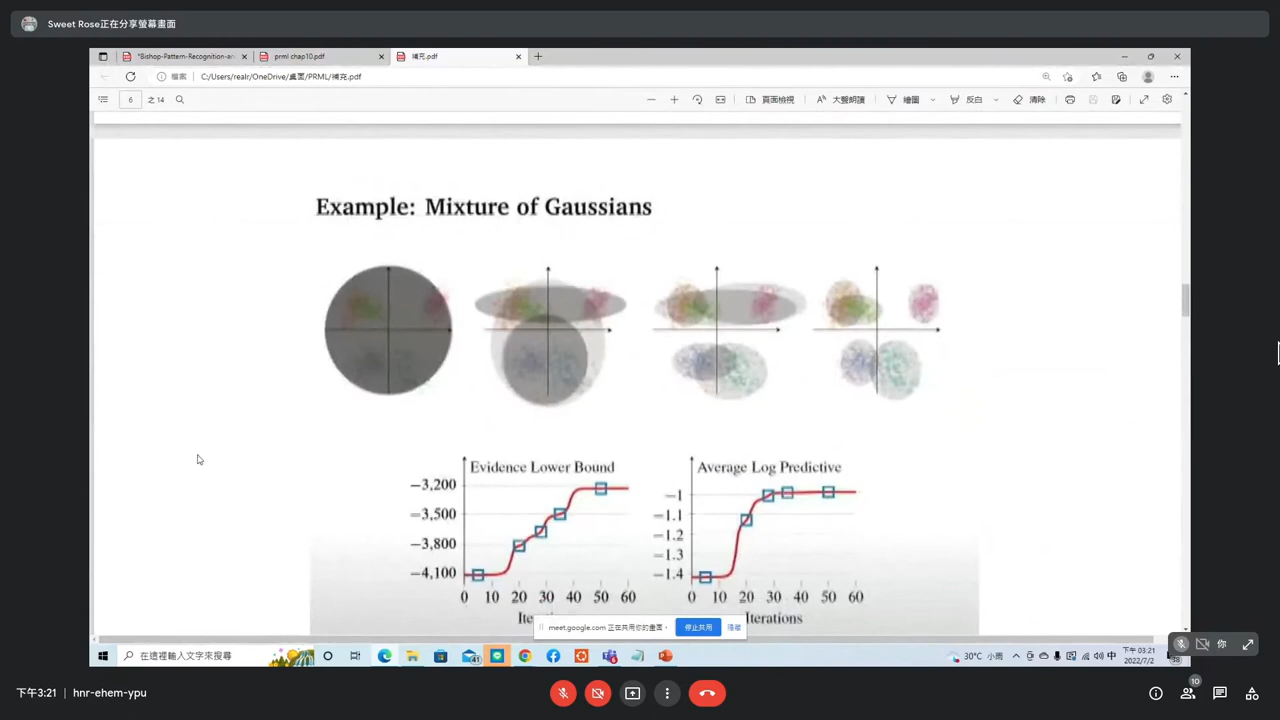 Sweet Rose正在分享螢幕畫面
"Bishop-Pattern-Recognition-an
prml chap10.pdf
補充.pdf
檔案
C:/Users/realr/OneDrive/桌面/PRML/補充.pdf
6 之 14
頁面檢視
大聲朗讀
繪圖
反白
清除
Example: Mixture of Gaussians
Evidence Lower Bound
−3,200
−3,500
−3,800
−4,100
0 10 20 30 40 50 60
Average Log Predictive
−1
−1.1
−1.2
−1.3
−1.4
0 10 20 30 40 50 60
Iterations
meet.google.com 正在共用你的畫面。
停止共用
隱藏
在這裡輸入文字來搜尋
41
30°C 小雨
中
下午 03:21
2022/7/2
38
你
下午3:21
hnr-ehem-ypu
10